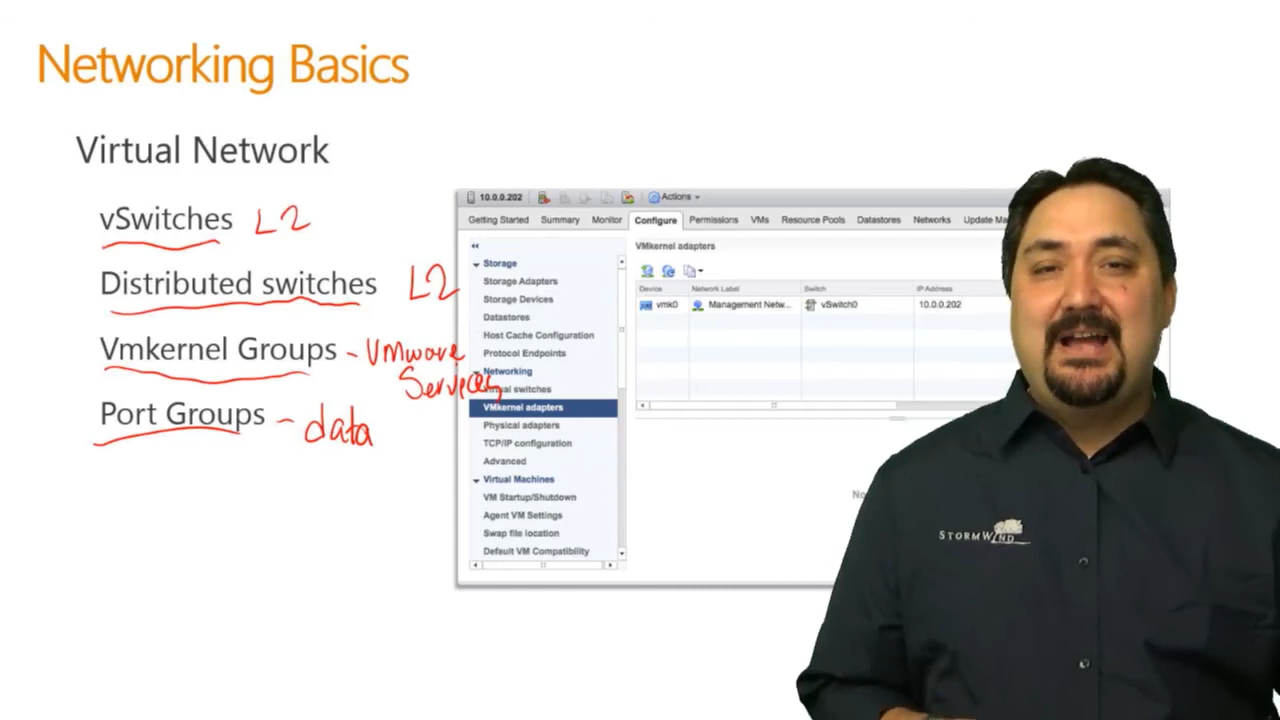 Networking Basics
Virtual Network
vSwitches L2
Distributed switches L2
Vmkernel Groups - VMware Services
Port Groups - data
10.0.0.202 Actions
Getting Started Summary Monitor Configure Permissions VMs Resource Pools Datastores Networks Update Ma
Storage
Storage Adapters
Storage Devices
Datastores
Host Cache Configuration
Protocol Endpoints
Networking
switches
VMkernel adapters
Physical adapters
TCP/IP configuration
Advanced
Virtual Machines
VM Startup/Shutdown
Agent VM Settings
Swap file location
Default VM Compatibility
VMkernel adapters
Device Network Label Switch IP Address
vmk0 Management Netw... vSwitch0 10.0.0.202
No
STORMWIND